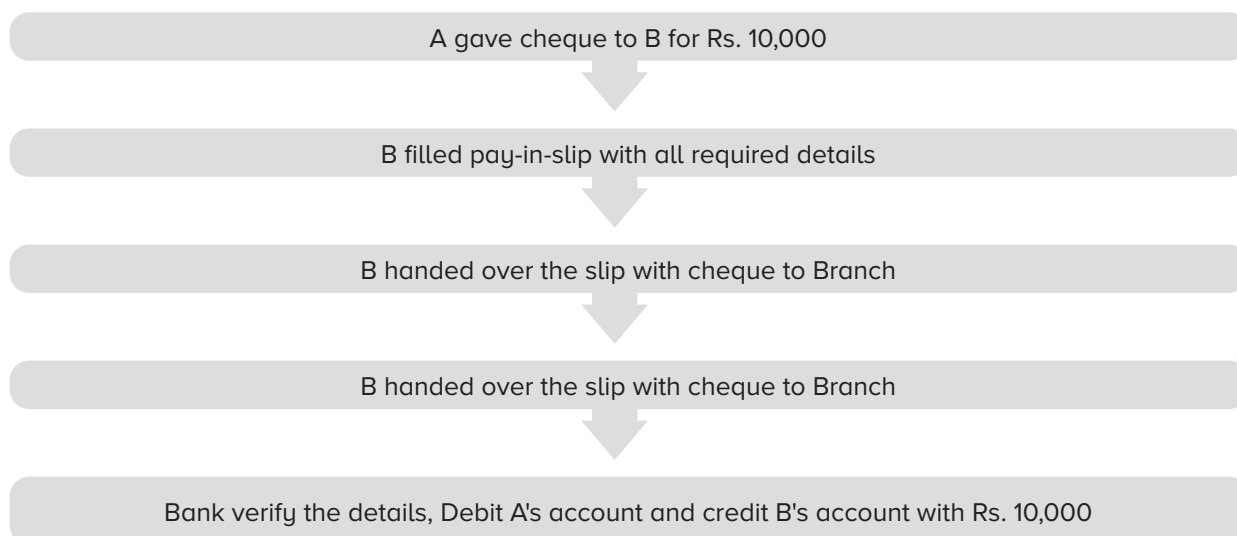 A gave cheque to B for Rs. 10,000
B filled pay-in-slip with all required details
B handed over the slip with cheque to Branch
B handed over the slip with cheque to Branch
Bank verify the details, Debit A's account and credit B's account with Rs. 10,000